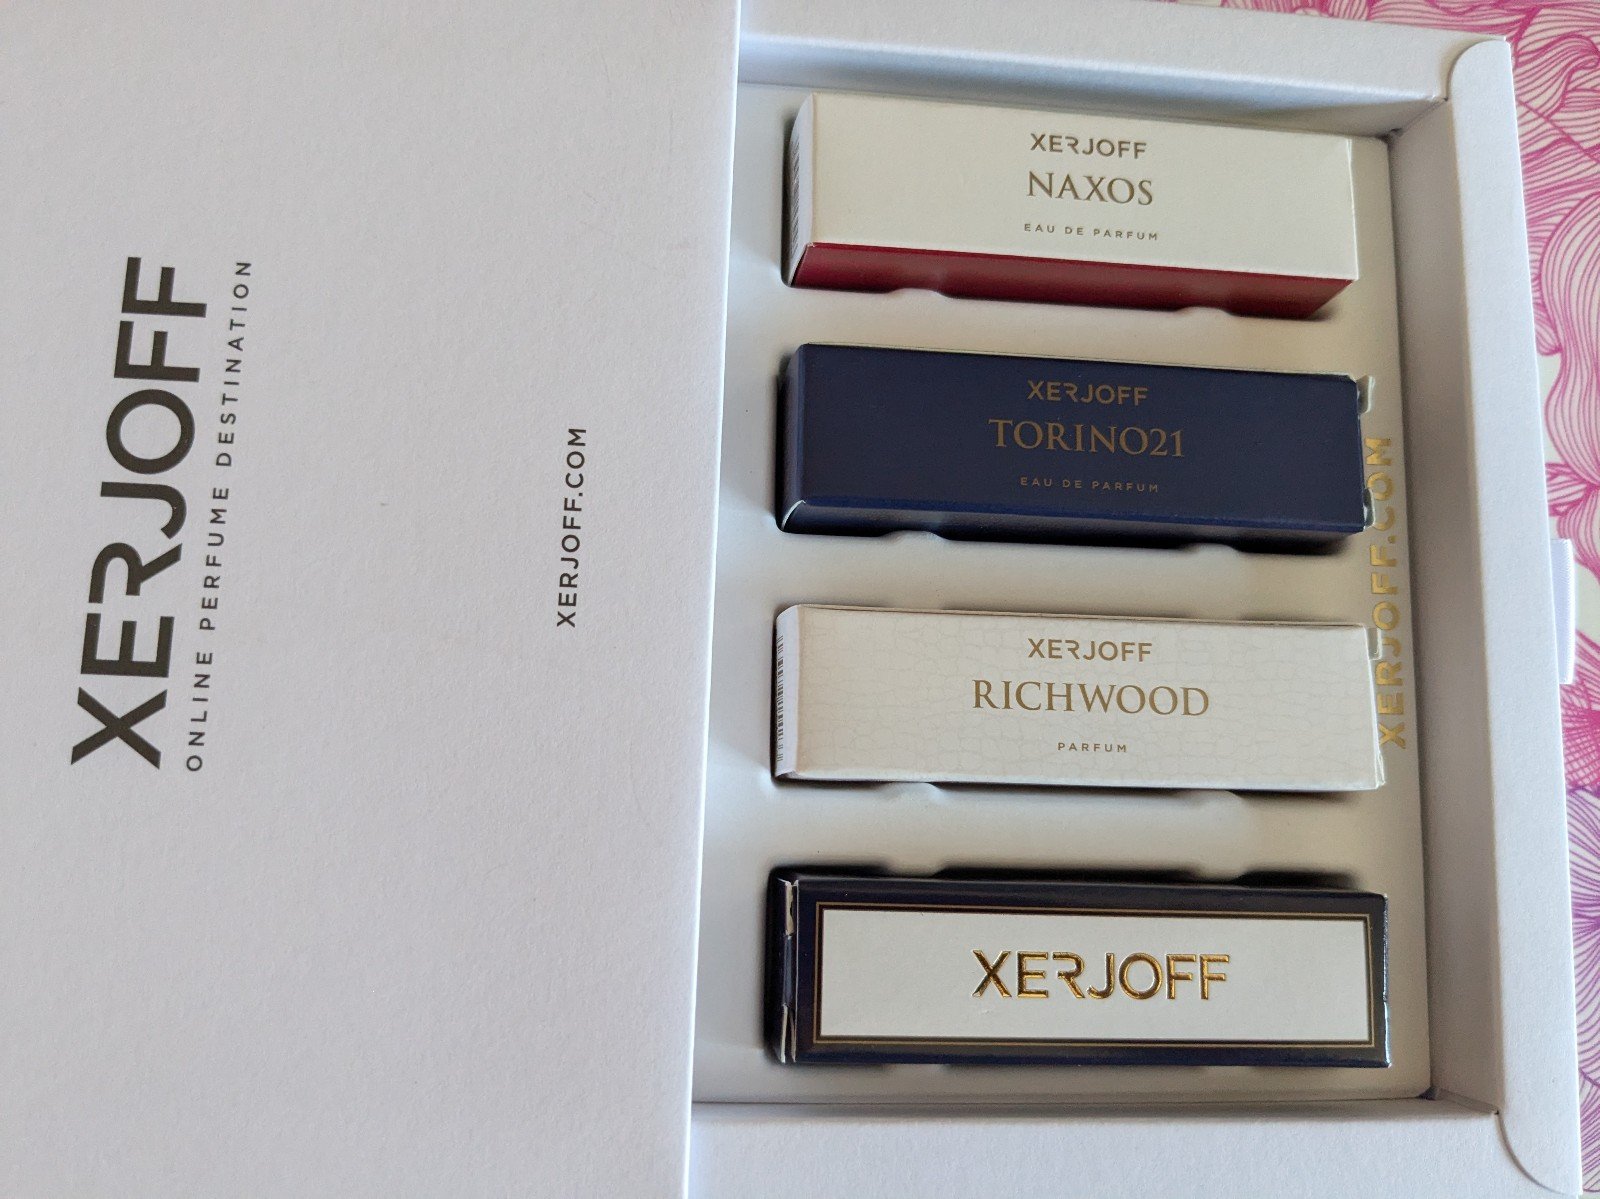 XERJOFF
ONLINE PERFUME DESTINATION
XERJOFF.COM
XERJOFF
NAXOS
EAU DE PARFUM
XERJOFF
TORINO21
EAU DE PARFUM
XERJOFF
RICHWOOD
PARFUM
XERJOFF
XERJOFF.COM